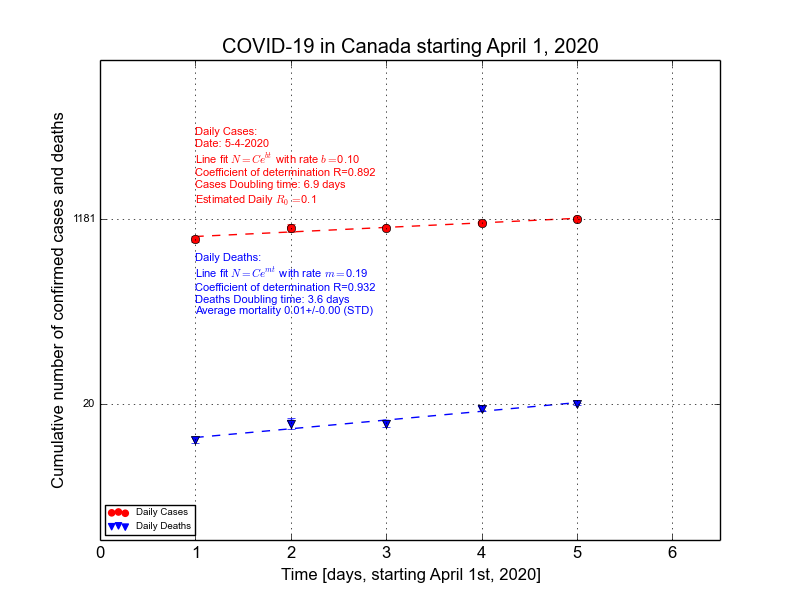 COVID-19 in Canada starting April 1, 2020
Cumulative number of confirmed cases and deaths
Daily Cases:
Date: 5-4-2020
Line fit N=Ce^{bt} with rate b=0.10
Coefficient of determination R=0.892
Cases Doubling time: 6.9 days
Estimated Daily R_0=0.1
1181
Daily Deaths:
Line fit N=Ce^{mt} with rate m=0.19
Coefficient of determination R=0.932
Deaths Doubling time: 3.6 days
Average mortality 0.01+/-0.00 (STD)
20
Daily Cases
Daily Deaths
0 1 2 3 4 5 6
Time [days, starting April 1st, 2020]